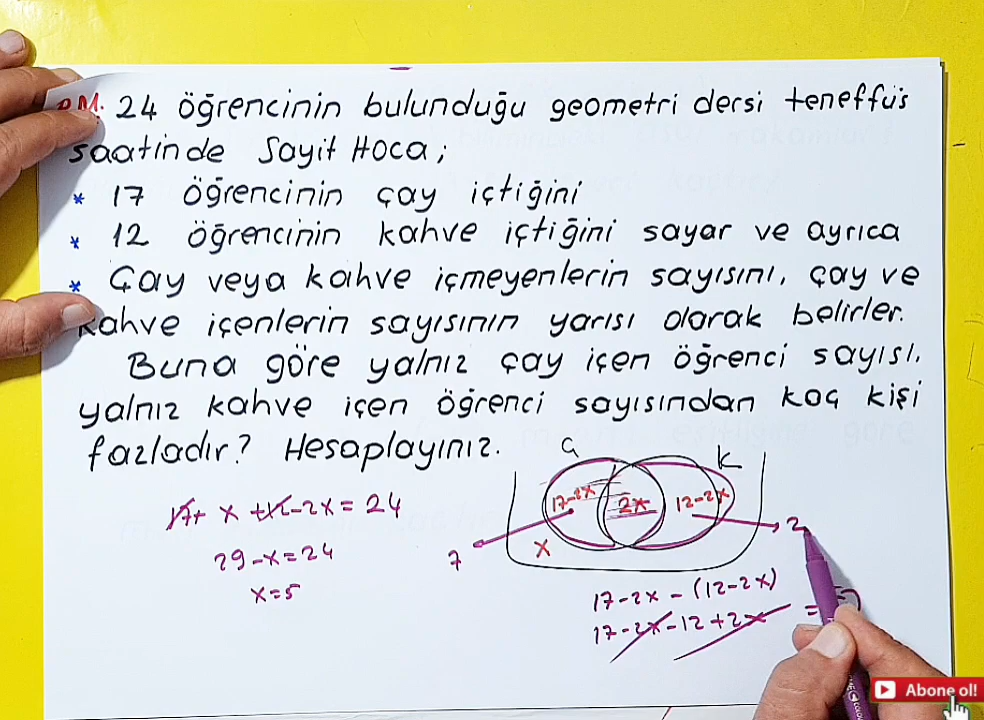 Ö.M. 24 öğrencinin bulunduğu geometri dersi teneffüs
saatinde Sayit Hoca;
* 17 öğrencinin çay içtiğini
* 12 öğrencinin kahve içtiğini sayar ve ayrıca
* Çay veya kahve içmeyenlerin sayısını, çay ve
kahve içenlerin sayısının yarısı olarak belirler.
Buna göre yalnız çay içen öğrenci sayısı,
yalnız kahve içen öğrenci sayısından kaç kişi
fazladır? Hesaplayınız.
Ç
K
17-2x
2x
12-2x
x
7
2
17+ x +12-2x = 24
29-x=24
x=5
17-2x - (12-2x)
17-2x-12+2x =
Abone ol!